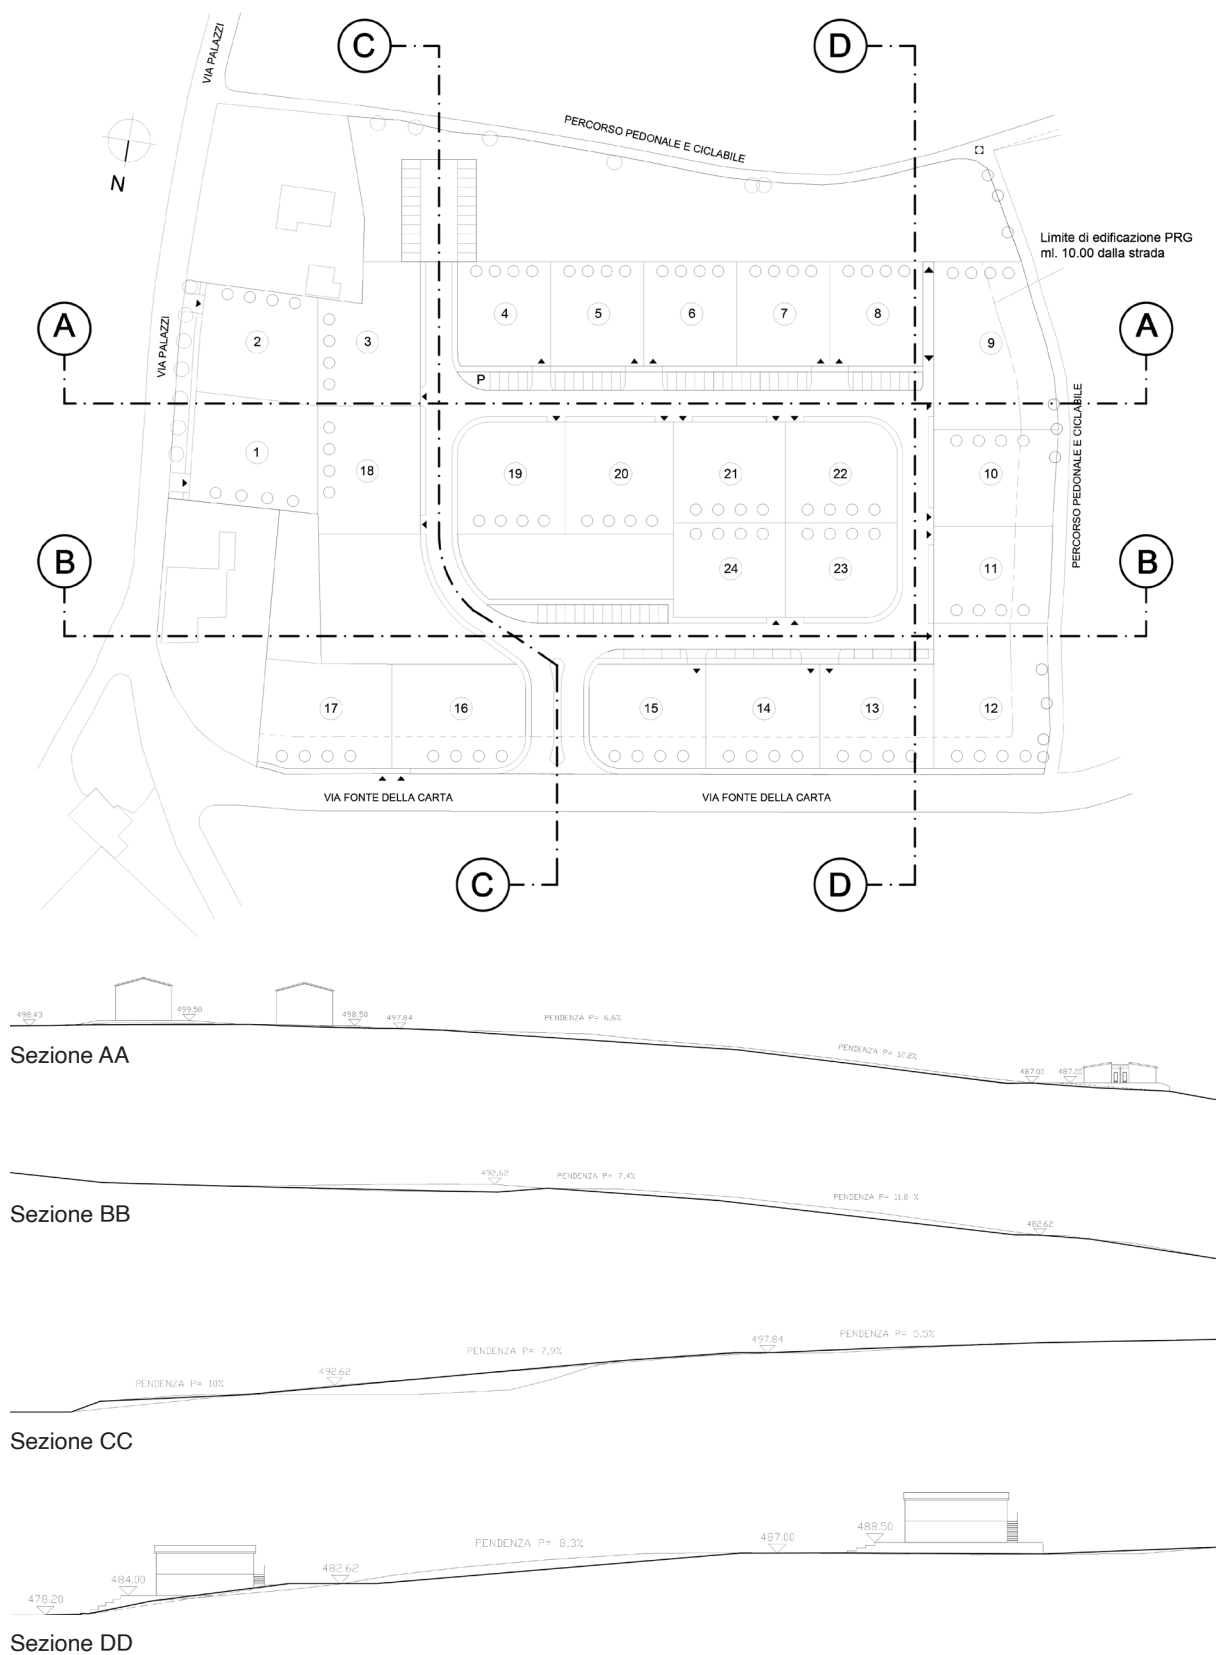 C
D
VIA PALAZZI
PERCORSO PEDONALE E CICLABILE
N
Limite di edificazione PRG
ml. 10.00 dalla strada
A
A
VIA PALAZZI
2
3
4
5
6
7
8
9
P
PERCORSO PEDONALE E CICLABILE
1
18
19
20
21
22
10
B
B
24
23
11
17
16
15
14
13
12
VIA FONTE DELLA CARTA
VIA FONTE DELLA CARTA
C
D
498.43
499.50
498.50
497.84
PENDENZA P= 6,6%
PENDENZA P= 12.2%
487.00
487.00
Sezione AA
492.62
PENDENZA P= 7,4%
PENDENZA P= 11,8 %
482.62
Sezione BB
PENDENZA P= 10%
492.62
PENDENZA P= 7,9%
497.84
PENDENZA P= 5,5%
Sezione CC
478.20
484.00
482.62
PENDENZA P= 8,3%
487.00
488.50
Sezione DD